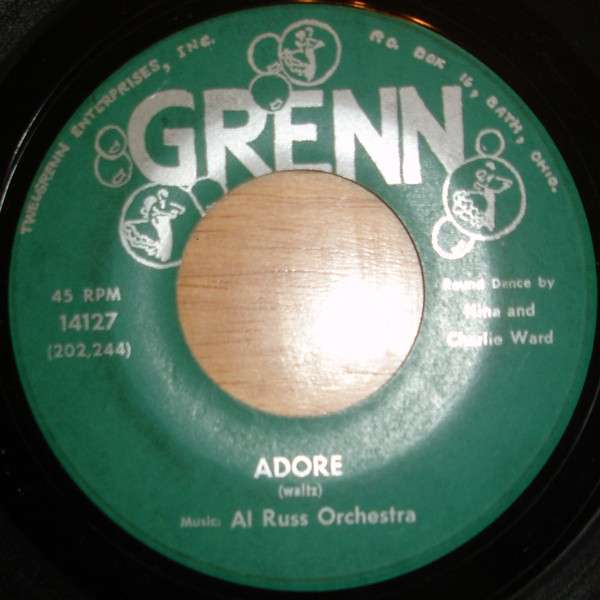 TWELGRENN ENTERPRISES, INC.
P.O. BOX 16, BATH, OHIO.
GRENN
45 RPM
14127
(202,244)
Round Dance by
Nina and
Charlie Ward
ADORE
(waltz)
Music: Al Russ Orchestra